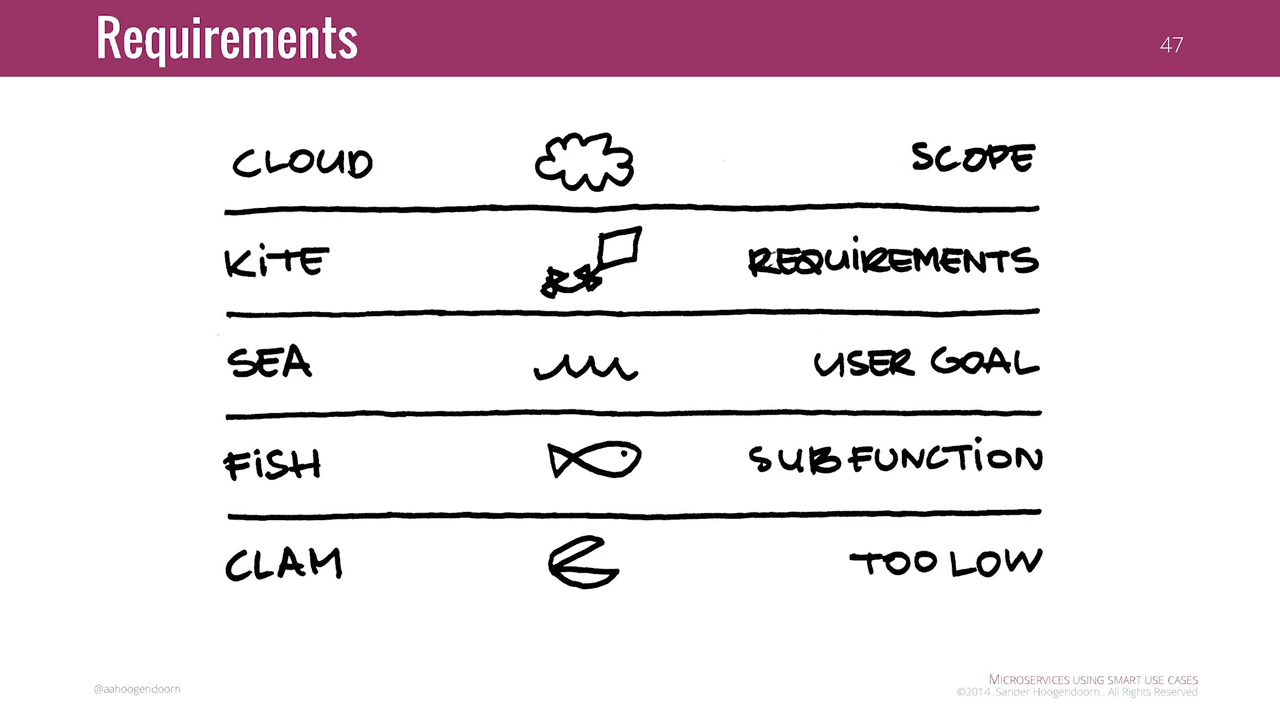 Requirements
47
CLOUD SCOPE
KiTE REQUiREMENTS
SEA USER GOAL
FiSH SUBFUNCTiON
CLAM TOO LOW
@aahoogendoorn
MICROSERVICES USING SMART USE CASES
©2014 .Sander Hoogendoorn.. All Rights Reserved